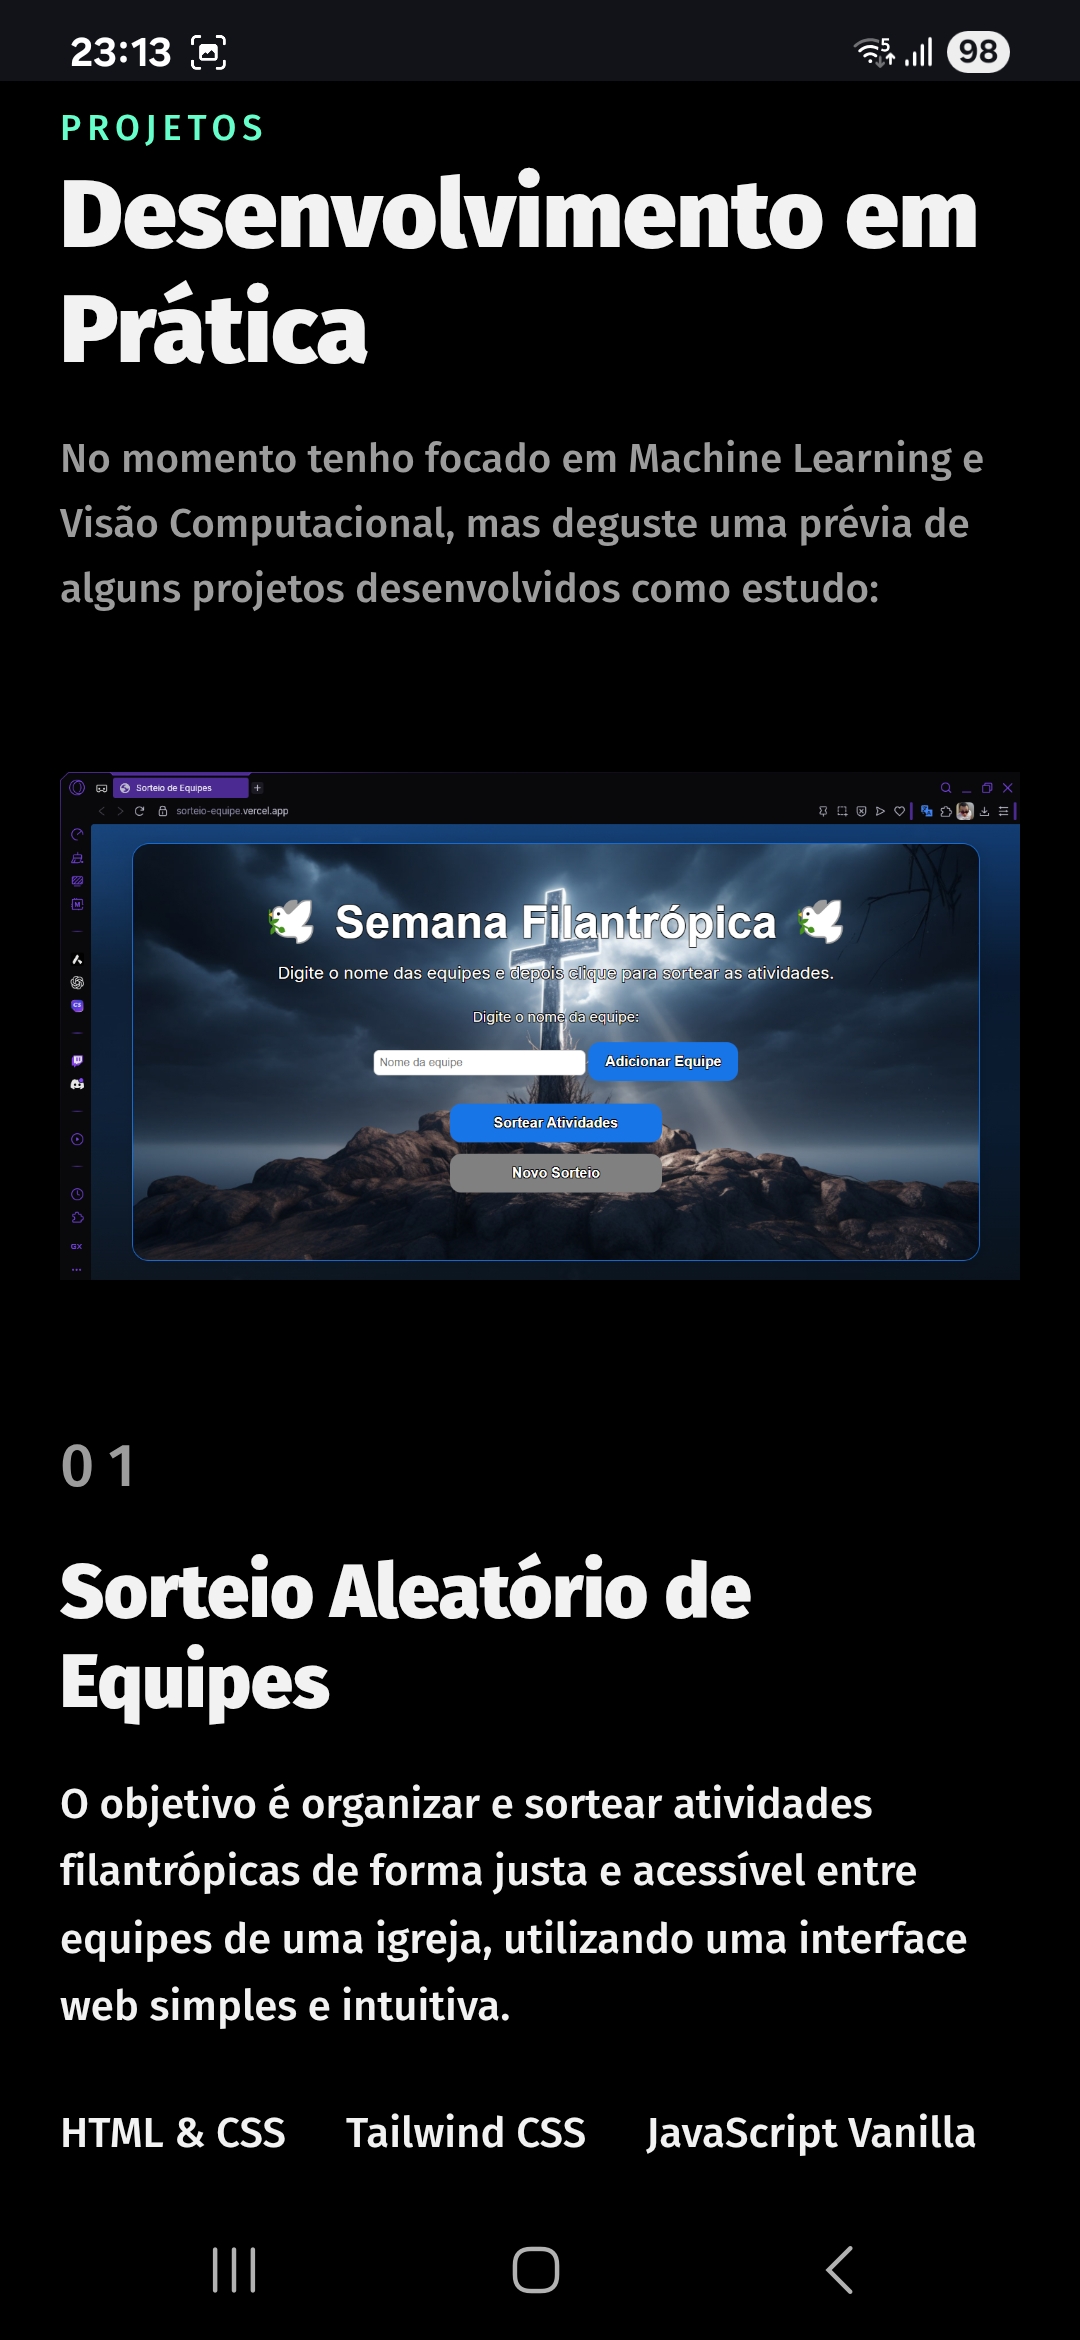 23:13
5
98
PROJETOS
Desenvolvimento em
Prática
No momento tenho focado em Machine Learning e
Visão Computacional, mas deguste uma prévia de
alguns projetos desenvolvidos como estudo:
Sorteio de Equipes
sorteio-equipe.vercel.app
Semana Filantrópica
Digite o nome das equipes e depois clique para sortear as atividades.
Digite o nome da equipe:
Nome da equipe
Adicionar Equipe
Sortear Atividades
Novo Sorteio
GX
01
Sorteio Aleatório de
Equipes
O objetivo é organizar e sortear atividades
filantrópicas de forma justa e acessível entre
equipes de uma igreja, utilizando uma interface
web simples e intuitiva.
HTML & CSS
Tailwind CSS
JavaScript Vanilla